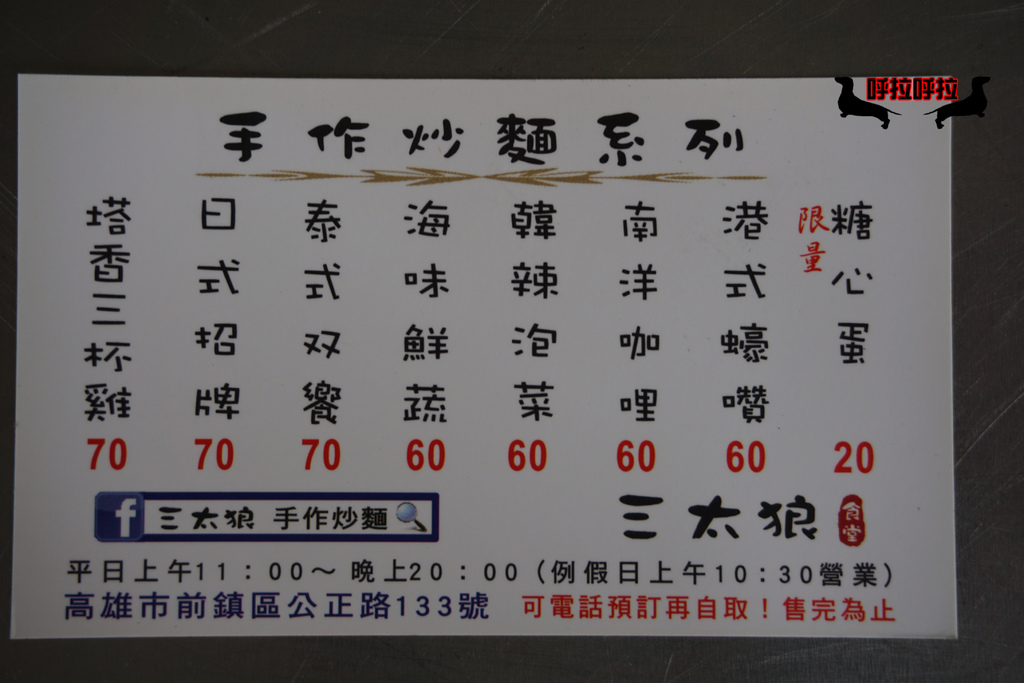 呼拉呼拉
手作炒麵系列
限量糖心蛋 20
港式蠔囋 60
南洋咖哩 60
韓辣泡菜 60
海味鮮蔬 60
泰式双饗 70
日式招牌 70
塔香三杯雞 70
f 三太狼 手作炒麵
三太狼 食堂
平日上午11：00～晚上20：00（例假日上午10：30營業）
高雄市前鎮區公正路133號 可電話預訂再自取！售完為止